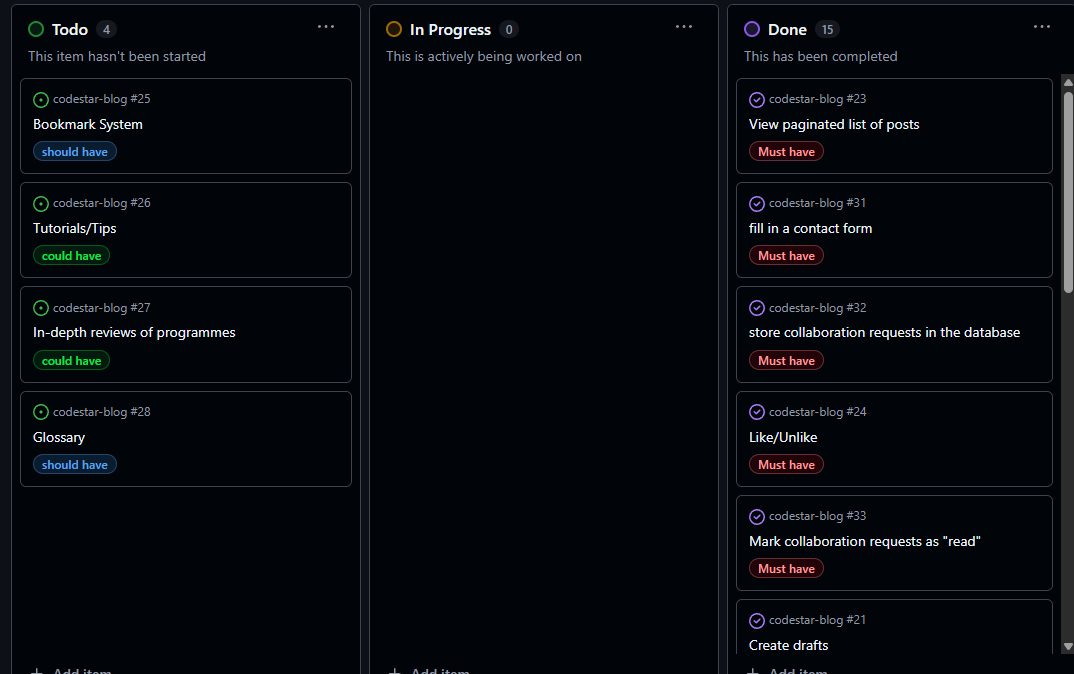 Todo 4
This item hasn't been started
codestar-blog #25
Bookmark System
should have
codestar-blog #26
Tutorials/Tips
could have
codestar-blog #27
In-depth reviews of programmes
could have
codestar-blog #28
Glossary
should have
Add item
In Progress 0
This is actively being worked on
Add item
Done 15
This has been completed
codestar-blog #23
View paginated list of posts
Must have
codestar-blog #31
fill in a contact form
Must have
codestar-blog #32
store collaboration requests in the database
Must have
codestar-blog #24
Like/Unlike
Must have
codestar-blog #33
Mark collaboration requests as "read"
Must have
codestar-blog #21
Create drafts
Add item